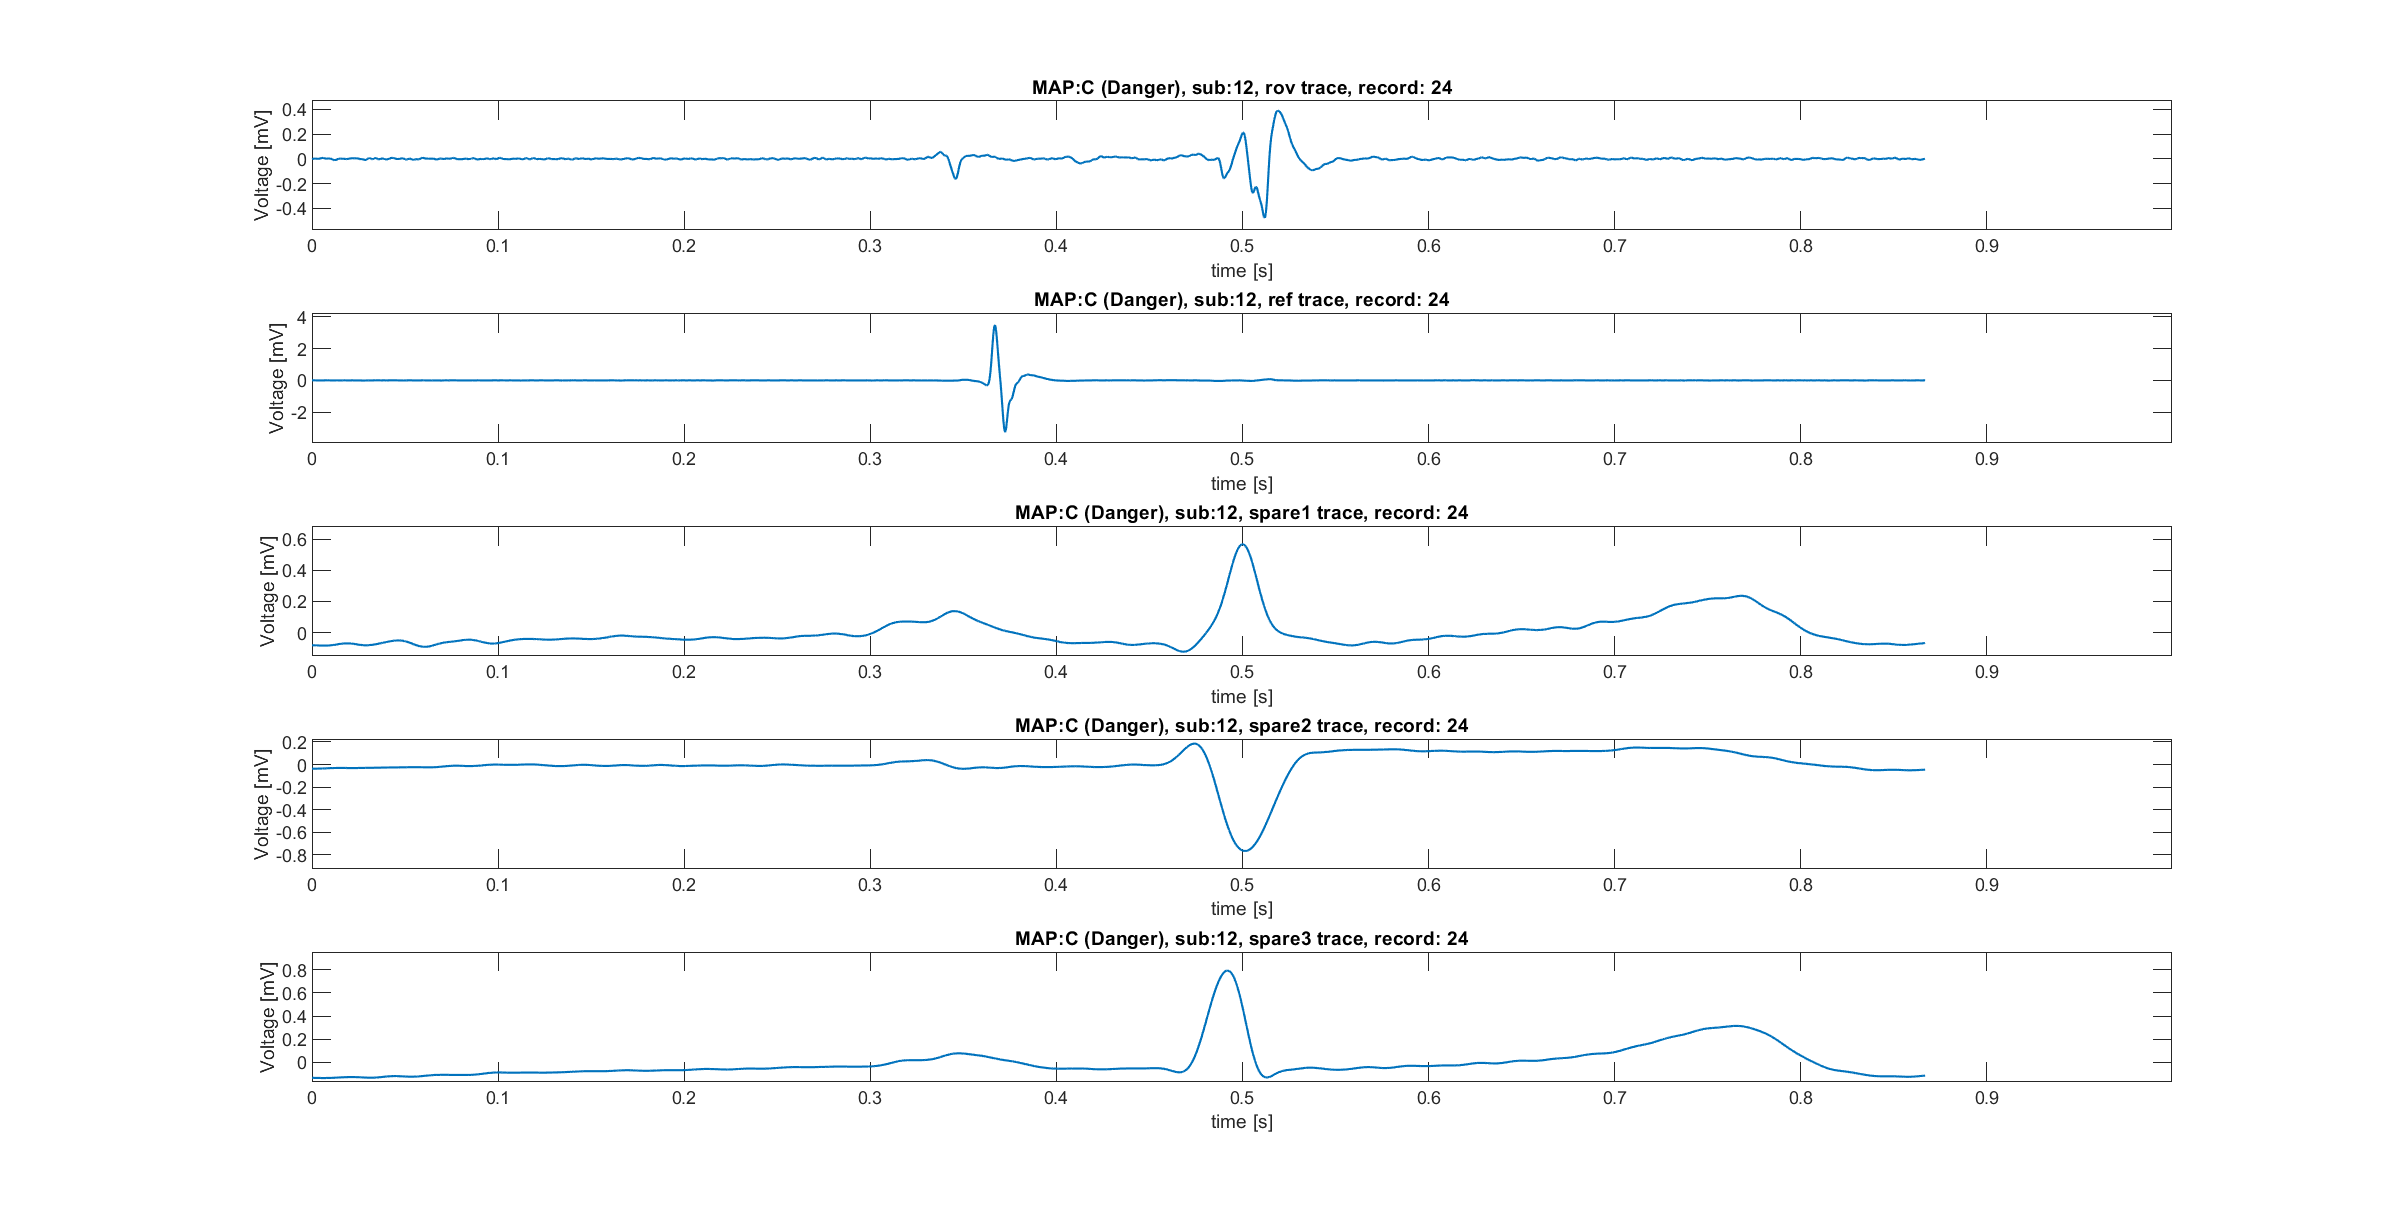 MAP:C (Danger), sub:12, rov trace, record: 24
Voltage [mV]
0.4
0.2
0
-0.2
-0.4
0 0.1 0.2 0.3 0.4 0.5 0.6 0.7 0.8 0.9
time [s]
MAP:C (Danger), sub:12, ref trace, record: 24
Voltage [mV]
4
2
0
-2
0 0.1 0.2 0.3 0.4 0.5 0.6 0.7 0.8 0.9
time [s]
MAP:C (Danger), sub:12, spare1 trace, record: 24
Voltage [mV]
0.6
0.4
0.2
0
0 0.1 0.2 0.3 0.4 0.5 0.6 0.7 0.8 0.9
time [s]
MAP:C (Danger), sub:12, spare2 trace, record: 24
Voltage [mV]
0.2
0
-0.2
-0.4
-0.6
-0.8
0 0.1 0.2 0.3 0.4 0.5 0.6 0.7 0.8 0.9
time [s]
MAP:C (Danger), sub:12, spare3 trace, record: 24
Voltage [mV]
0.8
0.6
0.4
0.2
0
0 0.1 0.2 0.3 0.4 0.5 0.6 0.7 0.8 0.9
time [s]